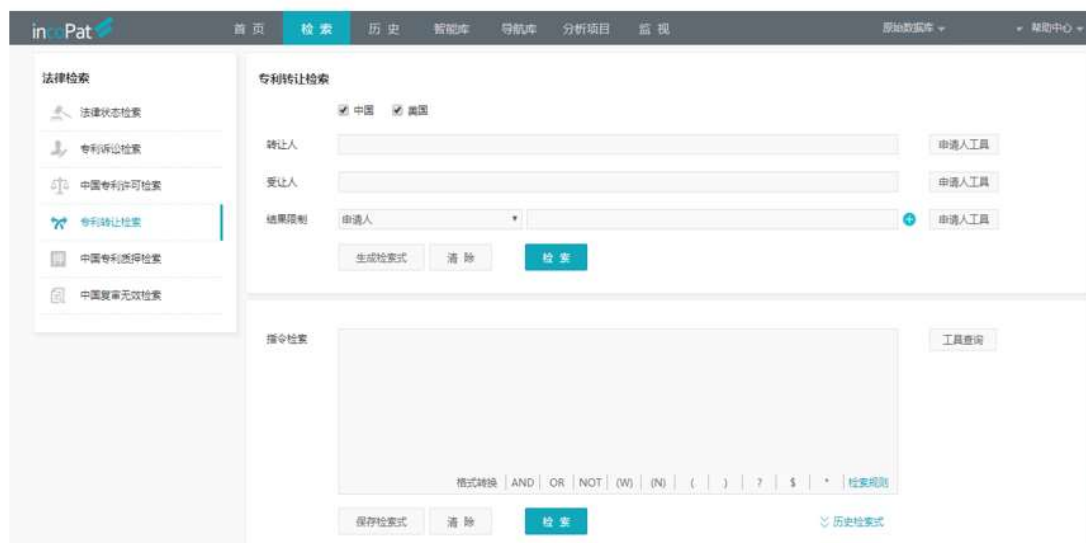 incoPat 首页 检索 历史 智能库 导航库 分析项目 监视 原始数据库 帮助中心
法律检索
法律状态检索
专利诉讼检索
中国专利许可检索
专利转让检索
中国专利质押检索
中国复审无效检索
专利转让检索
中国 美国
转让人 申请人工具
受让人 申请人工具
结果限制 申请人 申请人工具
生成检索式 清除 检索
指令检索 工具查询
格式转换 | AND | OR | NOT | (W) | (N) | ( | ) | ? | $ | * | 检索规则
保存检索式 清除 检索 历史检索式